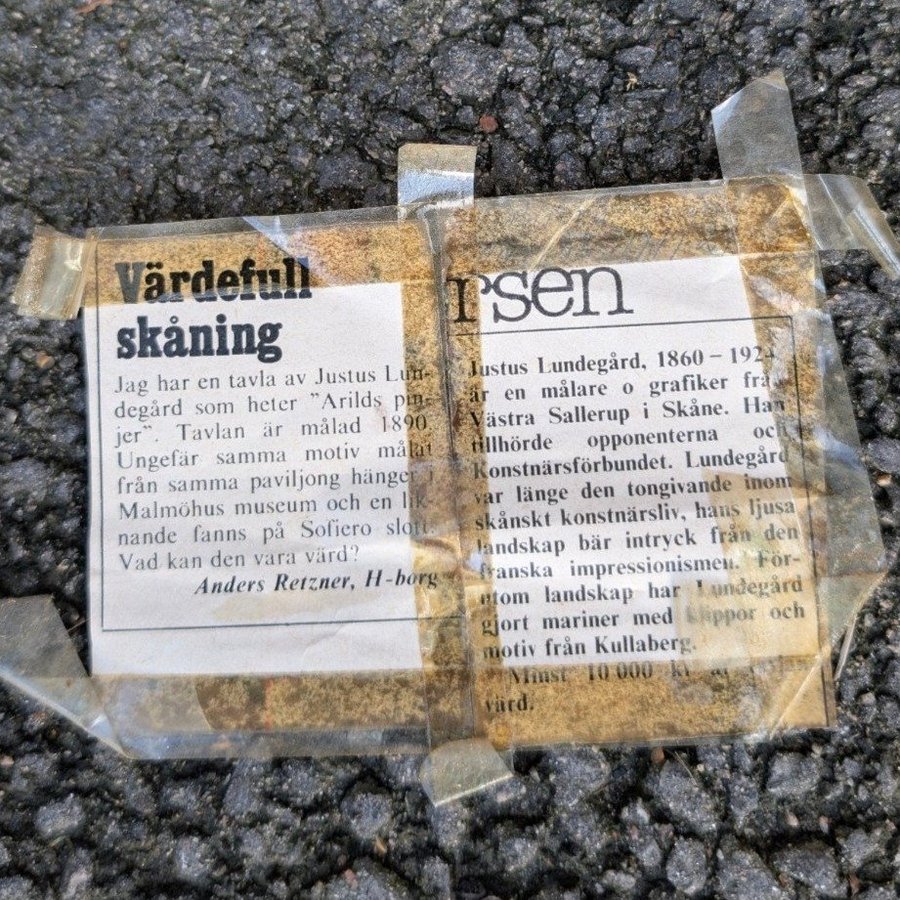 Värdefull
skåning
Jag har en tavla av Justus Lun-
degård som heter "Arilds pin-
jer". Tavlan är målad 1890.
Ungefär samma motiv målat
från samma paviljong hänger i
Malmöhus museum och en lik-
nande fanns på Sofiero slott.
Vad kan den vara värd?
Anders Retzner, H-borg
rsen
Justus Lundegård, 1860–192
är en målare o grafiker från
Västra Sallerup i Skåne. Han
tillhörde opponenterna och
Konstnärsförbundet. Lundegård
var länge den tongivande inom
skånskt konstnärsliv, hans ljusa
landskap bär intryck från den
franska impressionismen. För-
utom landskap har Lundegård
gjort mariner med klippor och
motiv från Kullaberg.
Minst 10 000 kr är
värd.